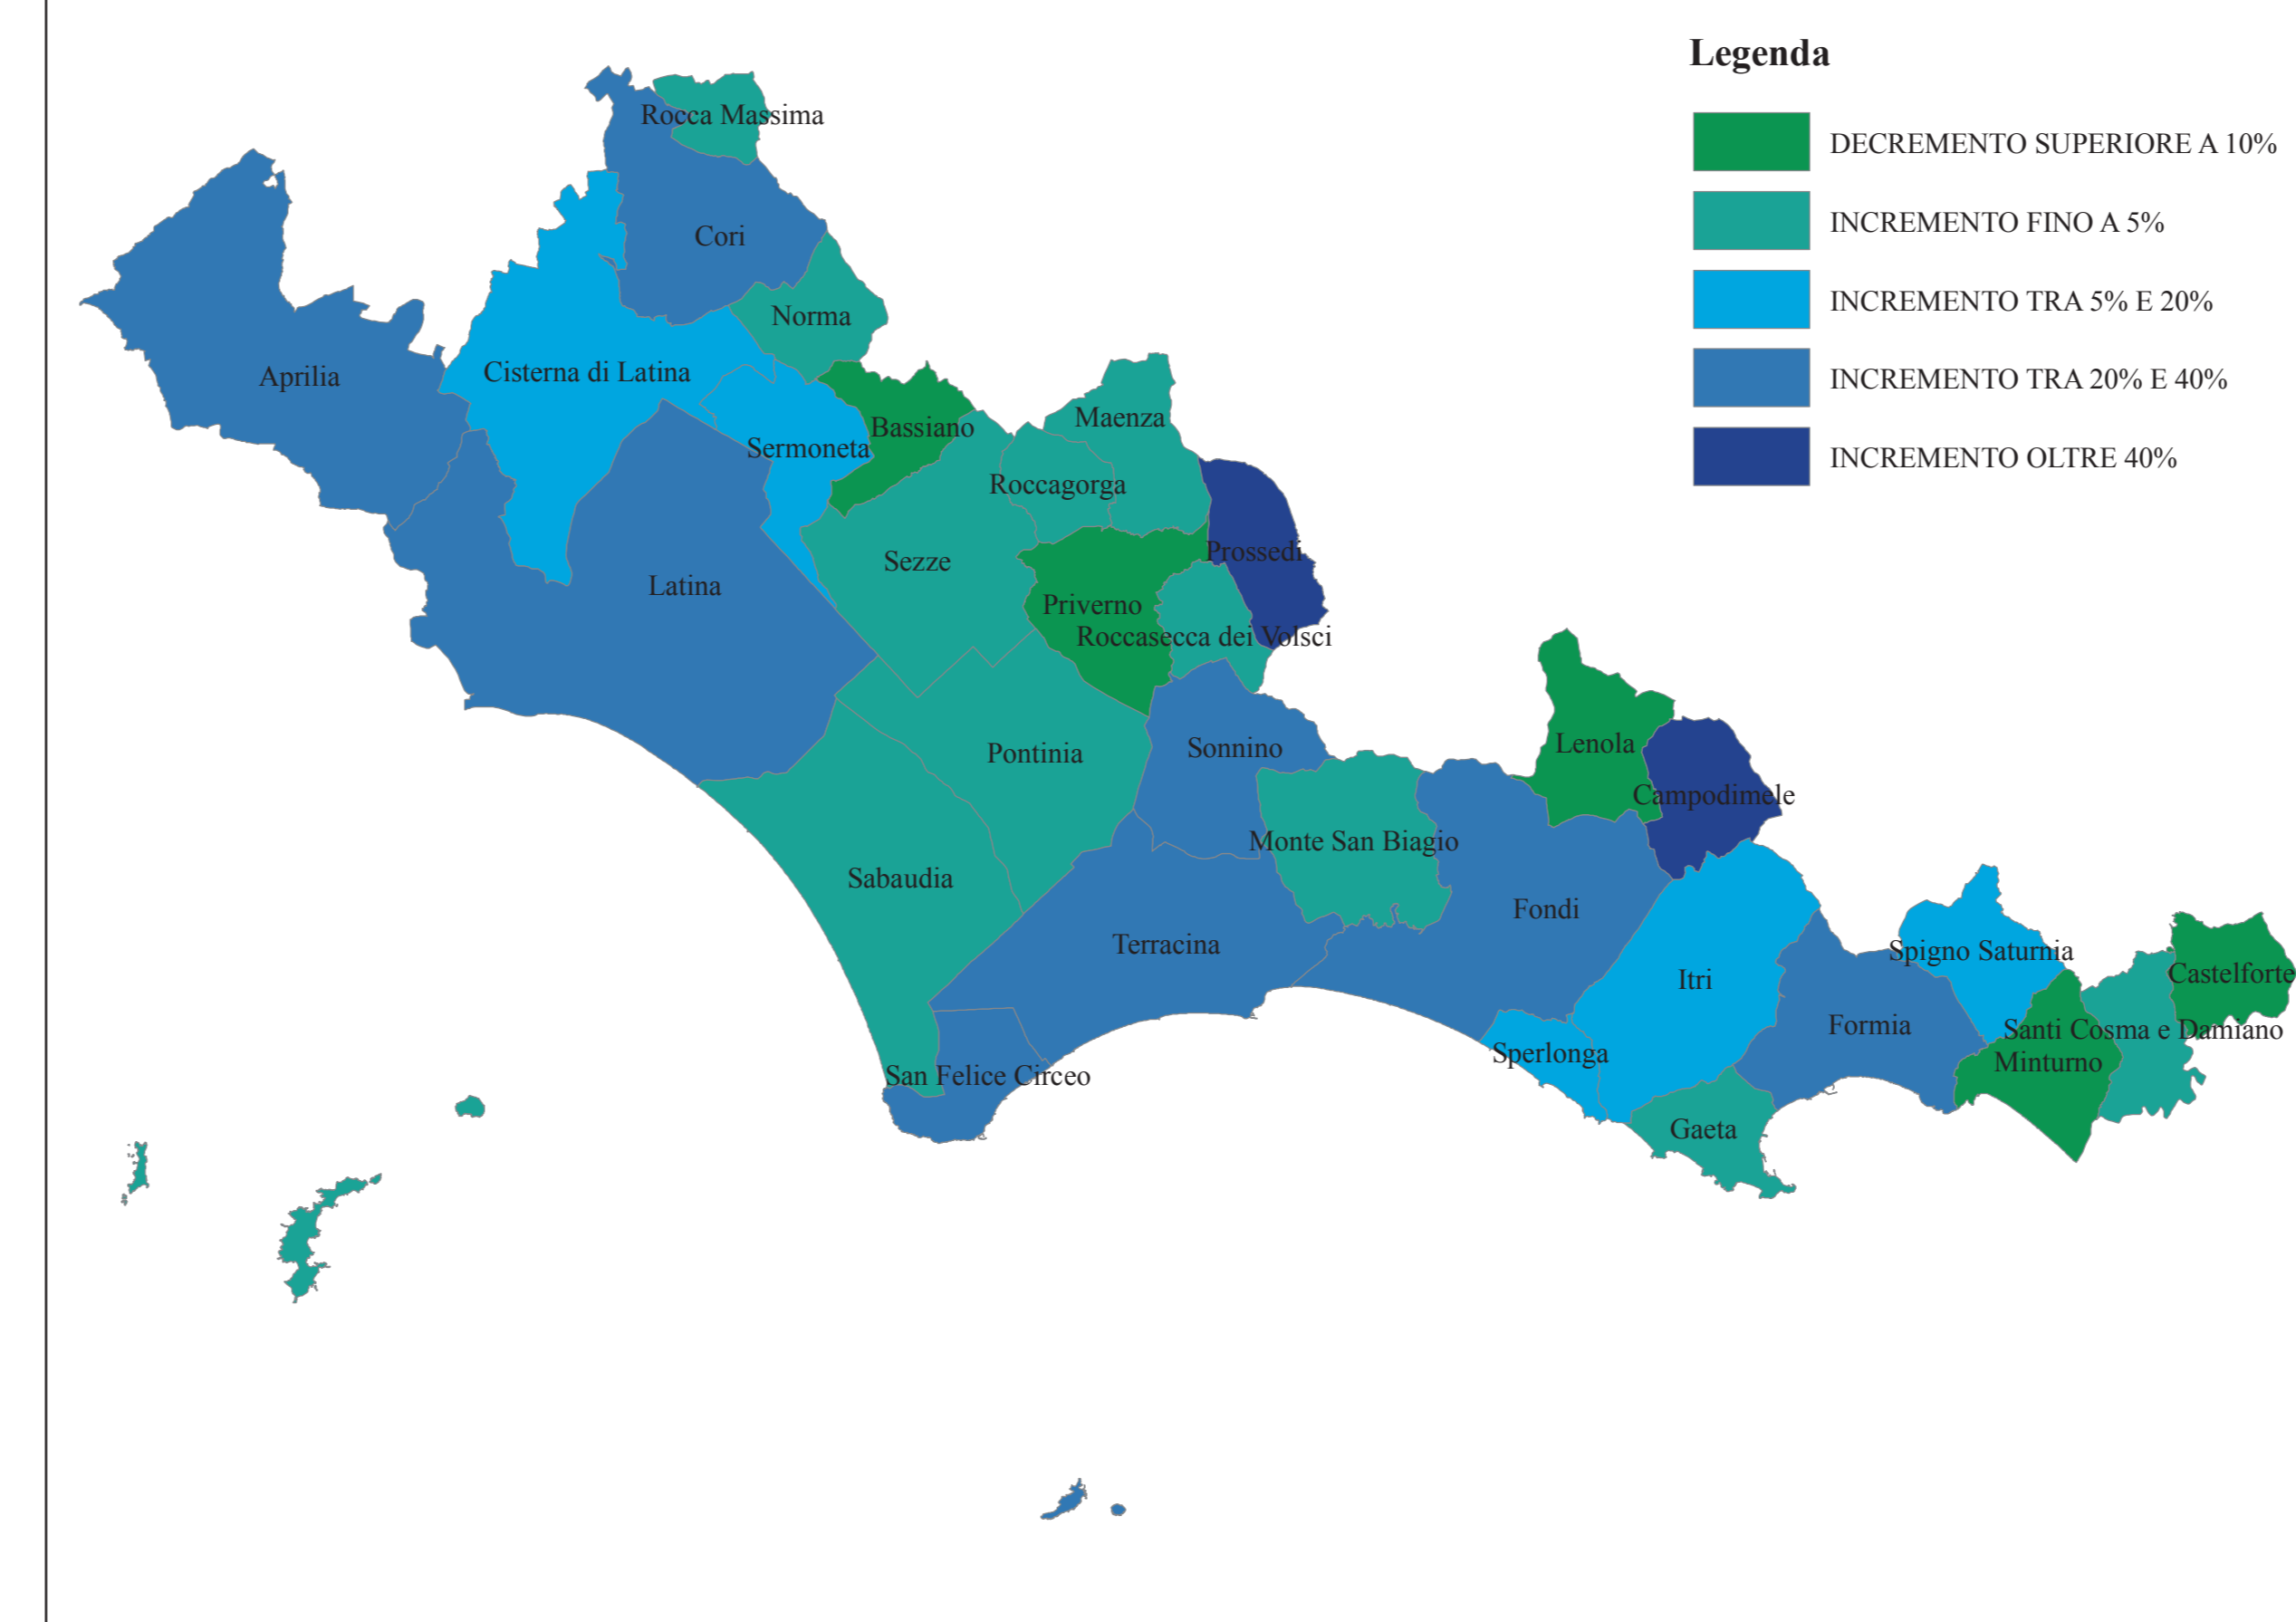 Legenda
DECREMENTO SUPERIORE A 10%
INCREMENTO FINO A 5%
INCREMENTO TRA 5% E 20%
INCREMENTO TRA 20% E 40%
INCREMENTO OLTRE 40%
Rocca Massima
Cori
Norma
Aprilia
Cisterna di Latina
Maenza
Bassiano
Sermoneta
Roccagorga
Prossedi
Sezze
Latina
Priverno
Roccasecca dei Volsci
Lenola
Sonnino
Pontinia
Campodimele
Monte San Biagio
Sabaudia
Fondi
Terracina
Spigno Saturnia
Castelforte
Itri
Formia
Santi Cosma e Damiano
Sperlonga
Minturno
San Felice Circeo
Gaeta